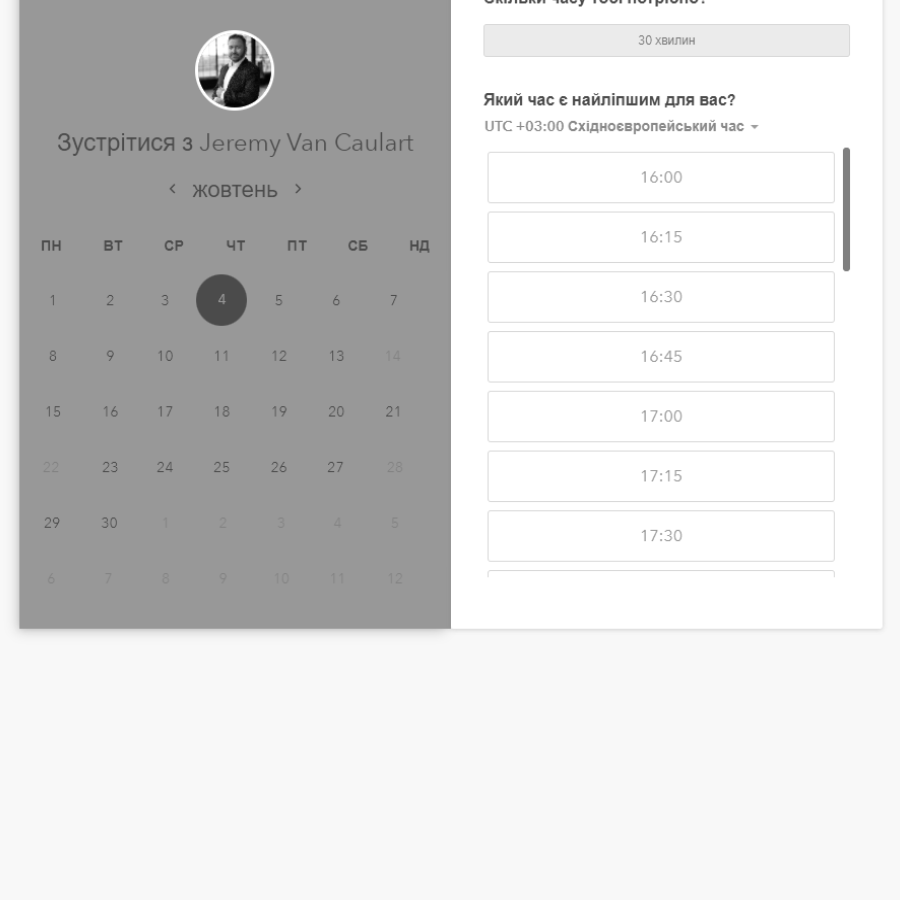 Зустрітися з Jeremy Van Caulart
жовтень
ПН ВТ СР ЧТ ПТ СБ НД
1 2 3 4 5 6 7
8 9 10 11 12 13 14
15 16 17 18 19 20 21
22 23 24 25 26 27 28
29 30 1 2 3 4 5
6 7 8 9 10 11 12
Скільки часу тобі потрібно?
30 хвилин
Який час є найліпшим для вас?
UTC +03:00 Східноєвропейський час
16:00
16:15
16:30
16:45
17:00
17:15
17:30